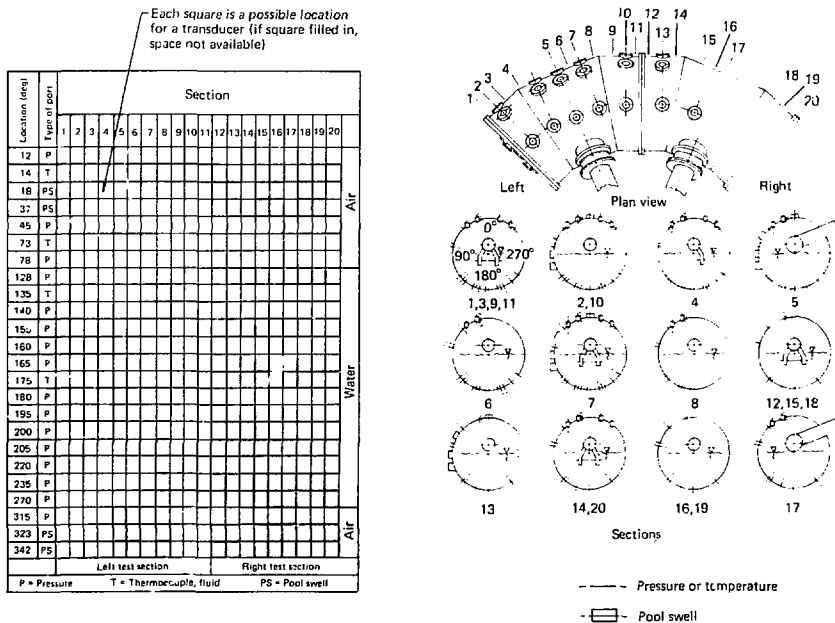 Each square is a possible location
for a transducer (if square filled in,
space not available)
Location (deg)
Type of port
Section
1 2 3 4 5 6 7 8 9 10 11 12 13 14 15 16 17 18 19 20
12 P
14 T
18 PS
37 PS
45 P
73 T
78 P
128 P
135 T
140 P
P
160 P
165 P
175 T
180 P
195 P
200 P
205 P
220 P
235 P
270 P
315 P
323 PS
342 PS
Air
Water
Air
Left test section Right test section
P = Pressure T = Thermocouple, fluid PS = Pool swell
1 2 3 4 5 6 7 8 9 10 11 12 13 14 15 16 17 18 19 20
Left Plan view Right
0°
90° 270°
180°
1,3,9,11 2,10 4 5
6 7 8 12,15,18
13 14,20 16,19 17
Sections
Pressure or temperature
Pool swell